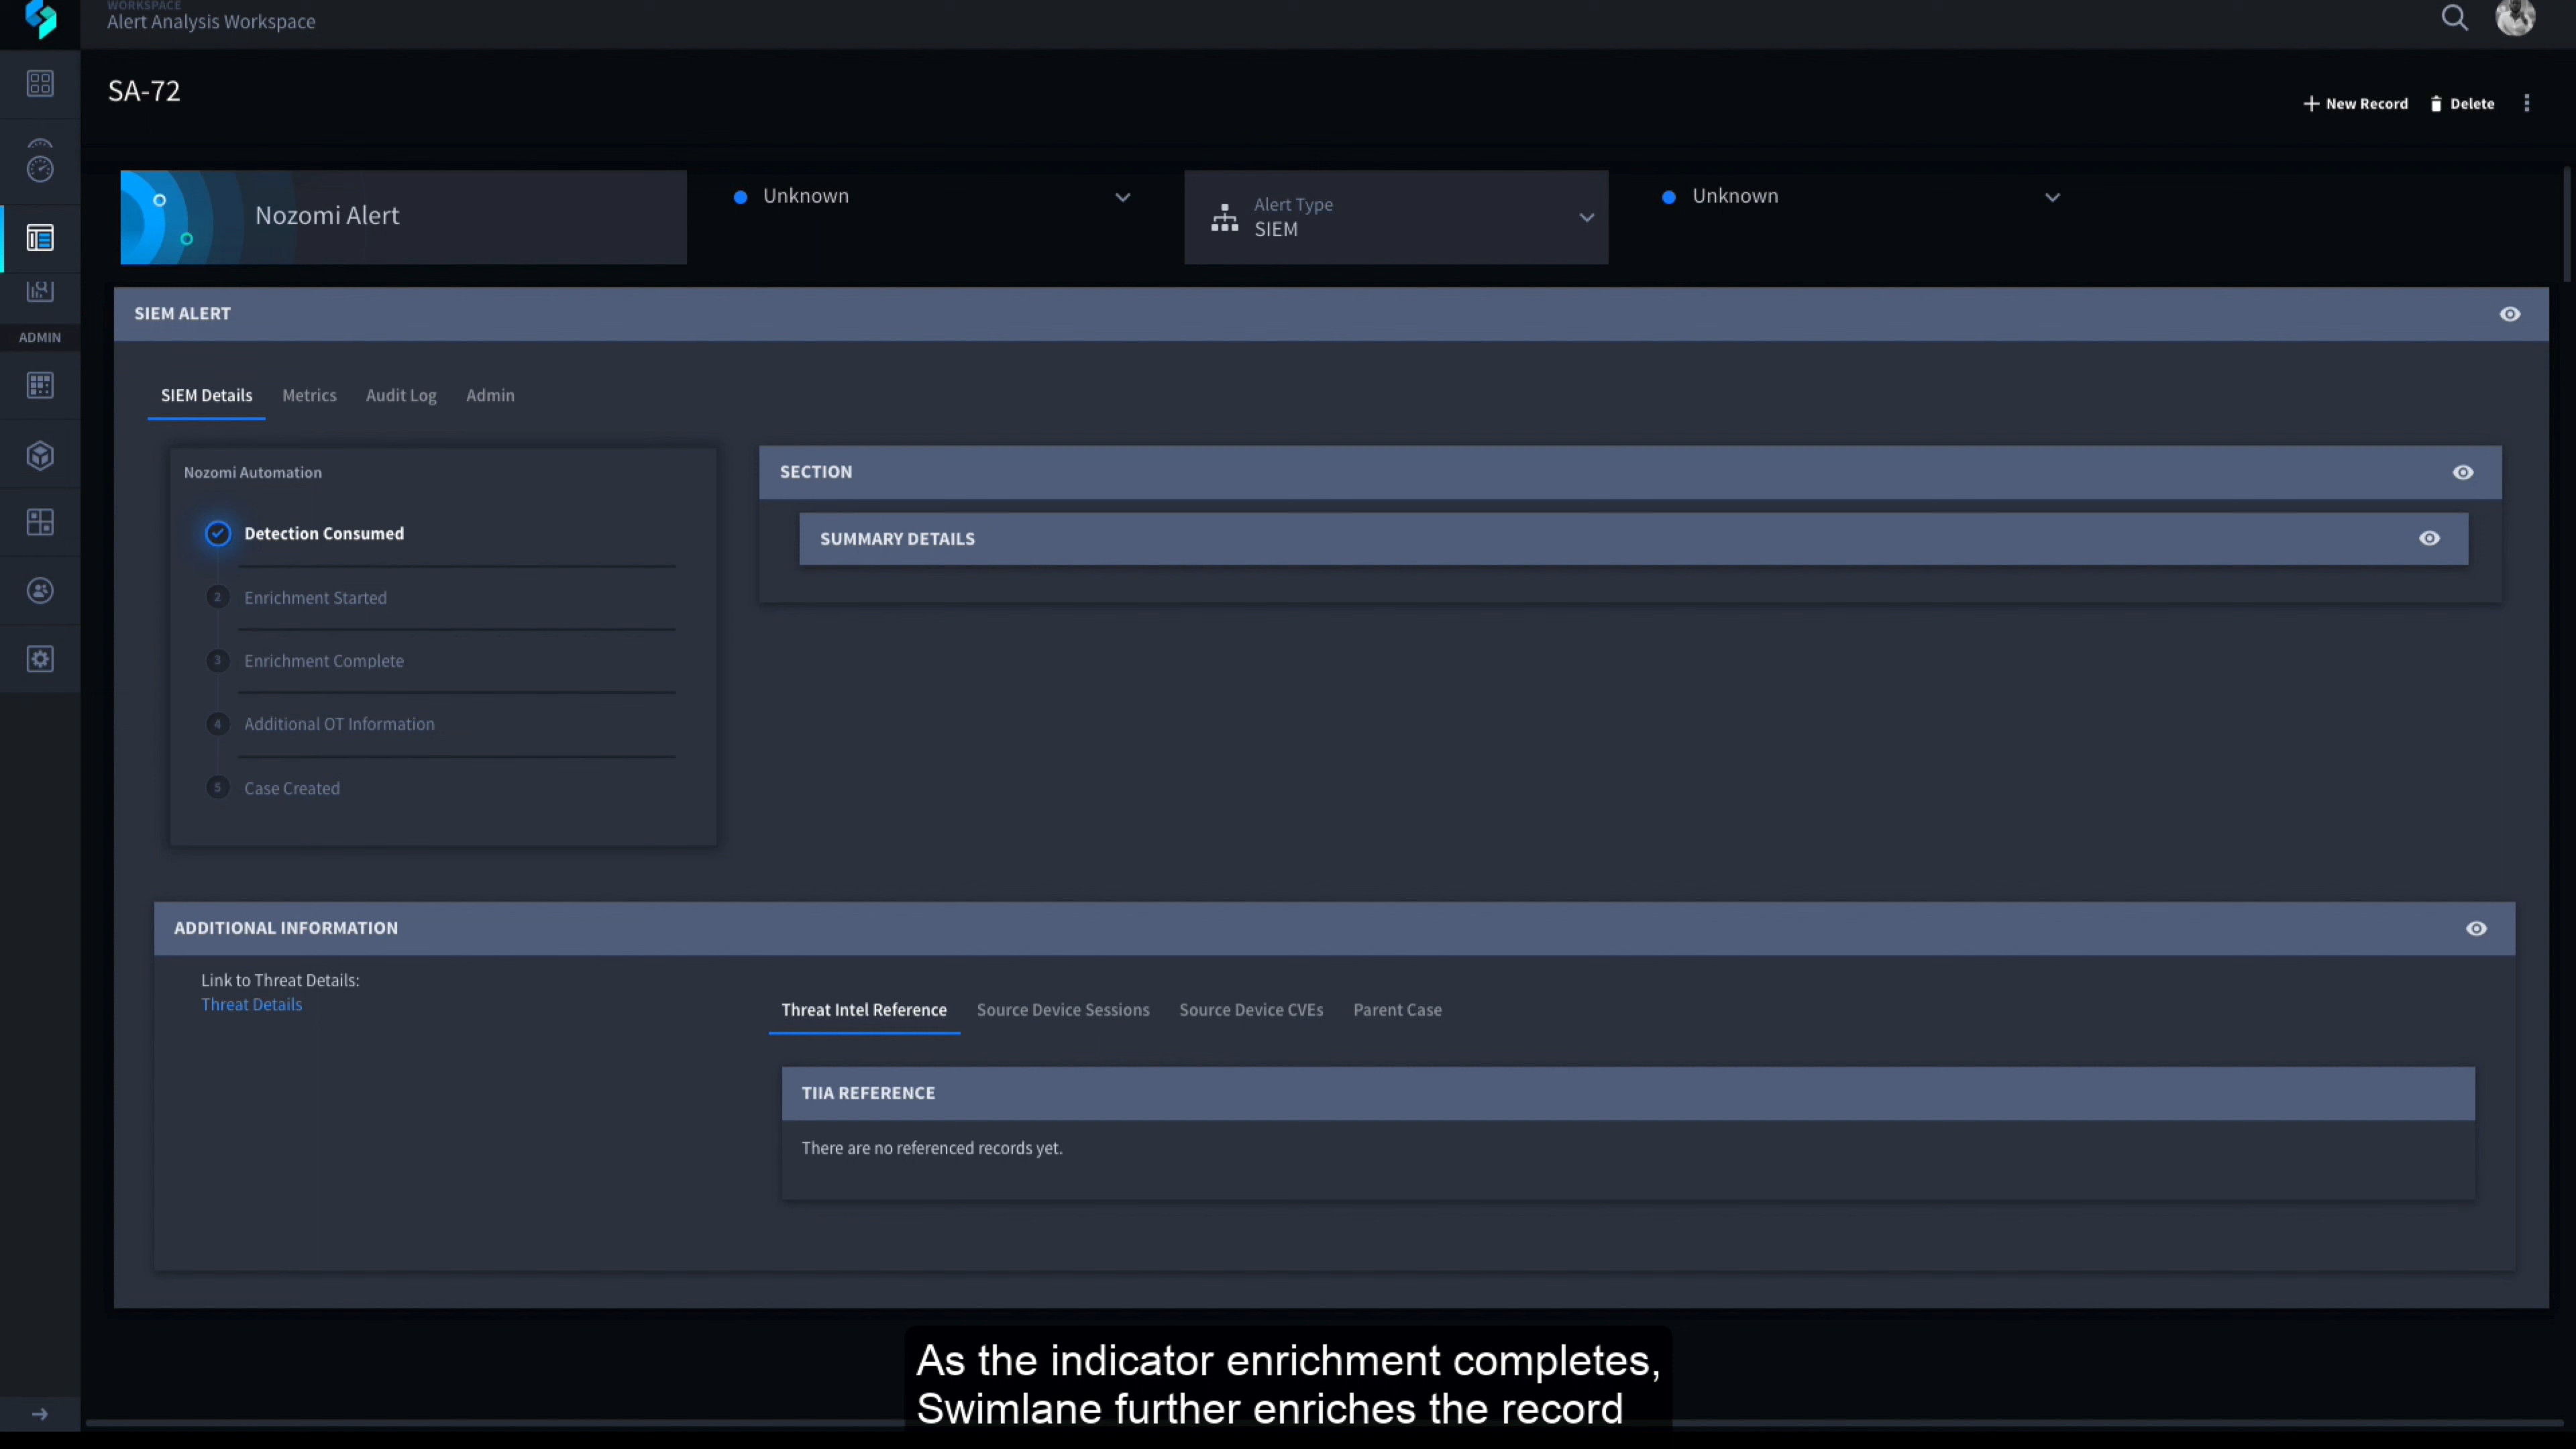 WORKSPACE
Alert Analysis Workspace
SA-72
New Record
Delete
Nozomi Alert
Unknown
Alert Type
SIEM
Unknown
SIEM ALERT
ADMIN
SIEM Details
Metrics
Audit Log
Admin
Nozomi Automation
Detection Consumed
2 Enrichment Started
3 Enrichment Complete
4 Additional OT Information
5 Case Created
SECTION
SUMMARY DETAILS
ADDITIONAL INFORMATION
Link to Threat Details:
Threat Details
Threat Intel Reference
Source Device Sessions
Source Device CVEs
Parent Case
TIIA REFERENCE
There are no referenced records yet.
As the indicator enrichment completes,
Swimlane further enriches the record